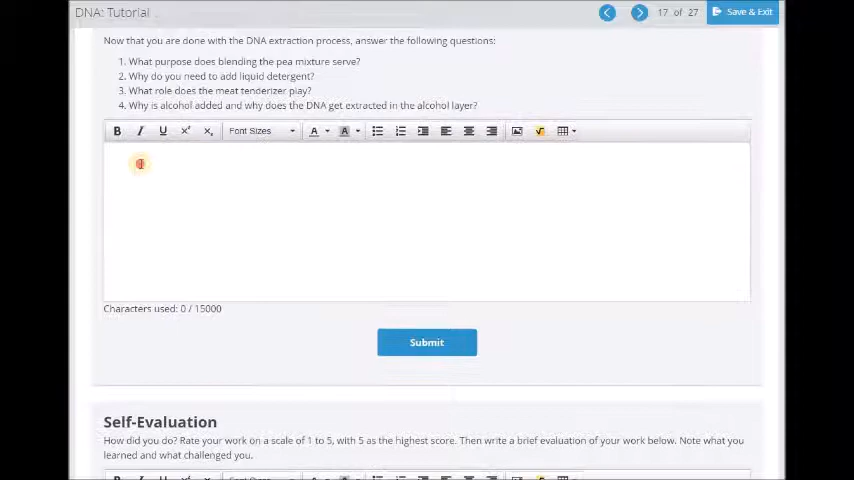 DNA: Tutorial
17 of 27
Save & Exit
Now that you are done with the DNA extraction process, answer the following questions:
1. What purpose does blending the pea mixture serve?
2. Why do you need to add liquid detergent?
3. What role does the meat tenderizer play?
4. Why is alcohol added and why does the DNA get extracted in the alcohol layer?
B I U X² X₂ Font Sizes A A
Characters used: 0 / 15000
Submit
Self-Evaluation
How did you do? Rate your work on a scale of 1 to 5, with 5 as the highest score. Then write a brief evaluation of your work below. Note what you
learned and what challenged you.